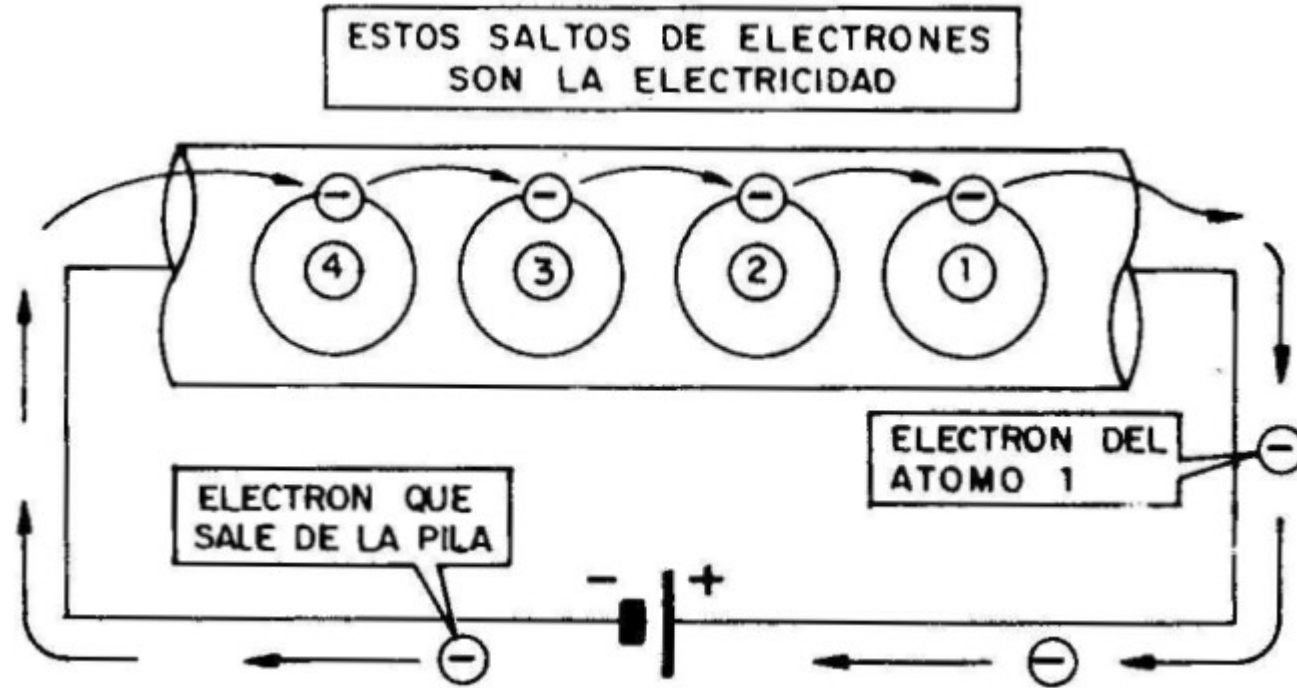 ESTOS SALTOS DE ELECTRONES
SON LA ELECTRICIDAD
4
3
2
1
ELECTRON DEL
ATOMO 1
ELECTRON QUE
SALE DE LA PILA
- +